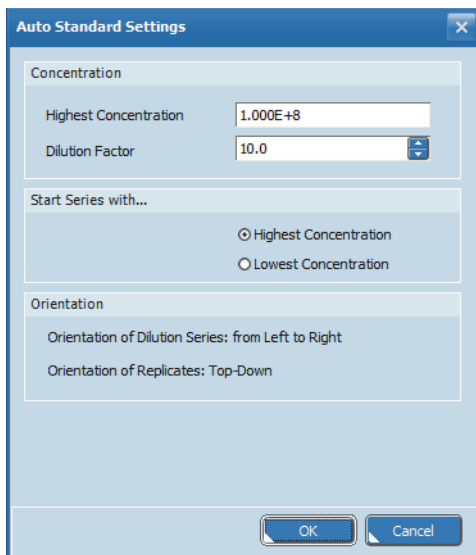 Auto Standard Settings
Concentration
Highest Concentration 1.000E+8
Dilution Factor 10.0
Start Series with...
Highest Concentration
Lowest Concentration
Orientation
Orientation of Dilution Series: from Left to Right
Orientation of Replicates: Top-Down
OK Cancel